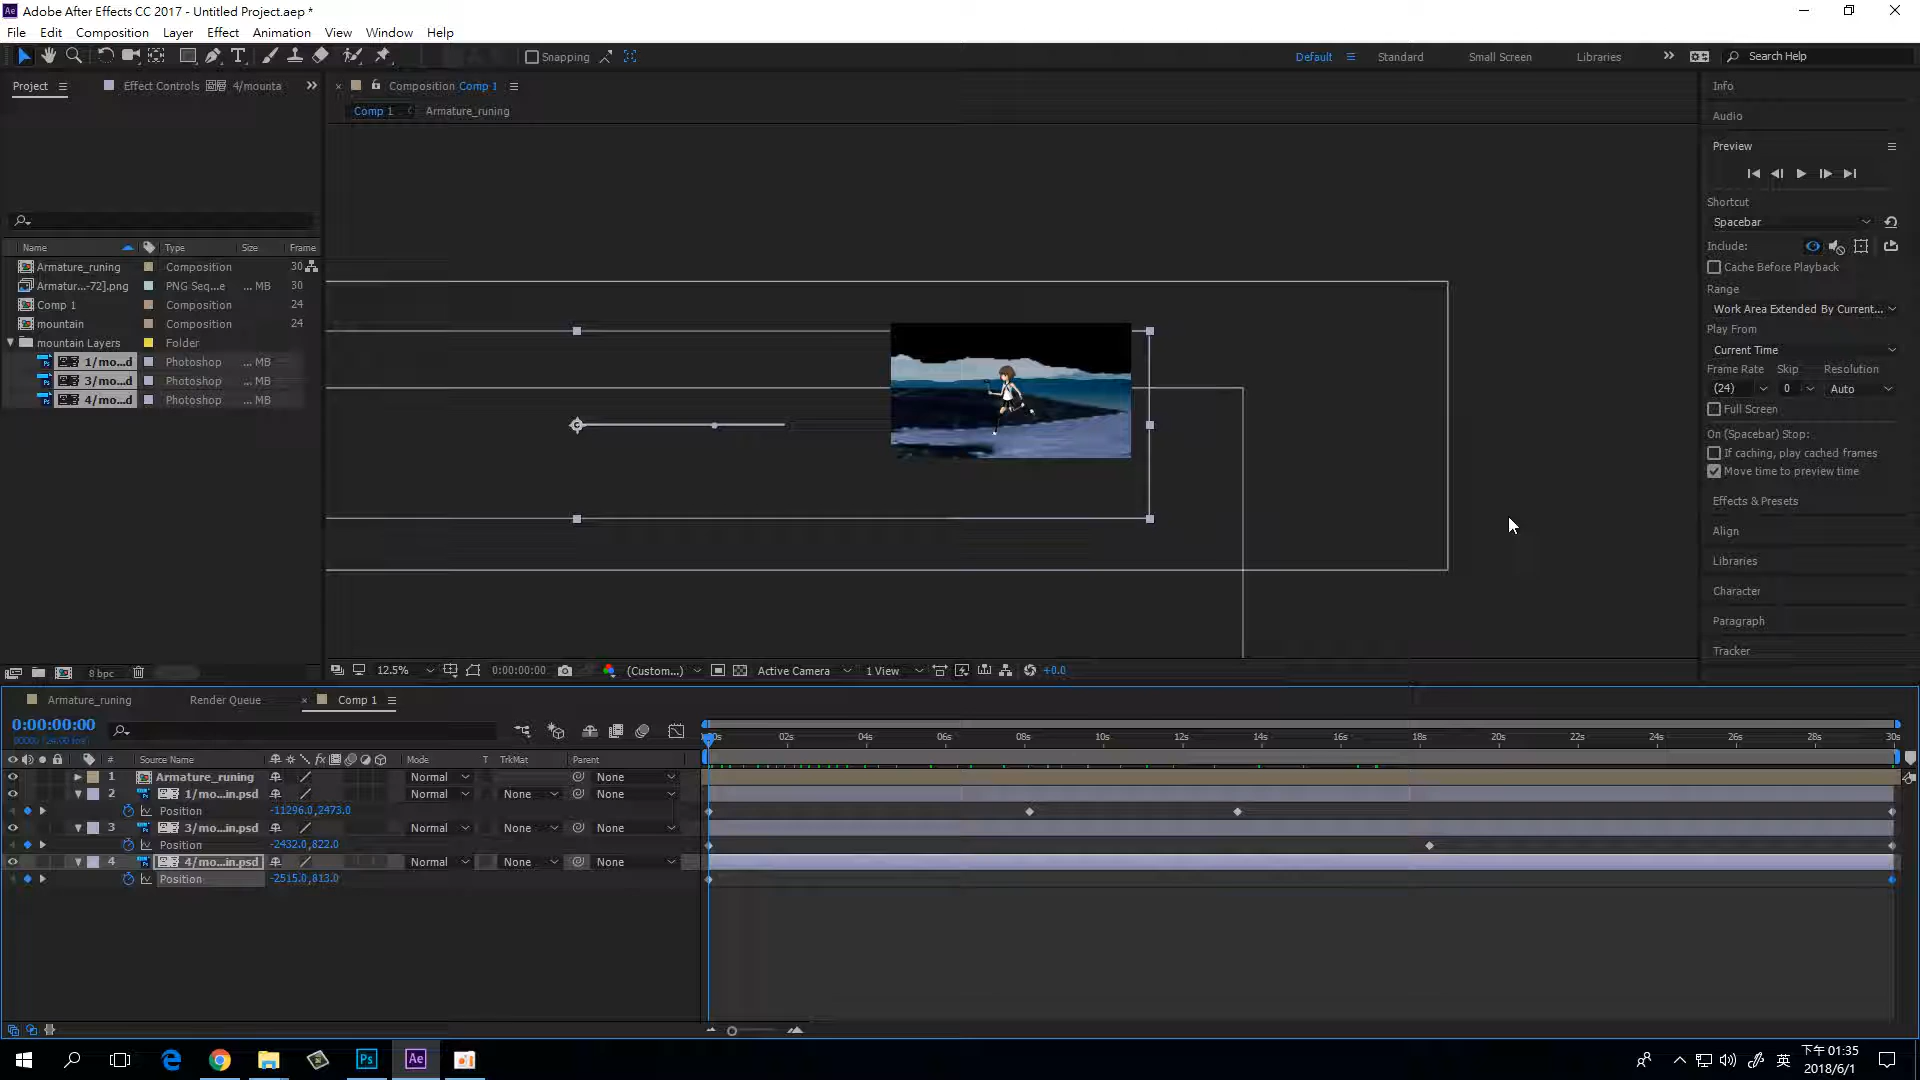 Adobe After Effects CC 2017 - Untitled Project.aep *
File Edit Composition Layer Effect Animation View Window Help
Snapping
Default Standard Small Screen Libraries Search Help
Project Effect Controls 4/mounta
Composition Comp 1
Comp 1 Armature_runing
Name Type Size Frame
Armature_runing Composition 30
Armatur...-72].png PNG Seq...e ... MB 30
Comp 1 Composition 24
mountain Composition 24
mountain Layers Folder
1/mo...d Photoshop ... MB
3/mo...d Photoshop ... MB
4/mo...d Photoshop ... MB
8 bpc
12.5% 0:00:00:00 (Custom...) Active Camera 1 View +0.0
Info
Audio
Preview
Shortcut
Spacebar
Include:
Cache Before Playback
Range
Work Area Extended By Current...
Play From
Current Time
Frame Rate Skip Resolution
(24) 0 Auto
Full Screen
On (Spacebar) Stop:
If caching, play cached frames
Move time to preview time
Effects & Presets
Align
Libraries
Character
Paragraph
Tracker
Armature_runing Render Queue Comp 1
0:00:00:00
00000 (24.00 fps)
02s 04s 06s 08s 10s 12s 14s 16s 18s 20s 22s 24s 26s 28s 30s
# Source Name Mode T TrkMat Parent
1 Armature_runing Normal None
2 1/mo...in.psd Normal None None
Position -11296.0,2473.0
3 3/mo...in.psd Normal None None
Position -2432.0,822.0
4 4/mo...in.psd Normal None None
Position -2515.0,813.0
Ps Ae
英
下午 01:35
2018/6/1